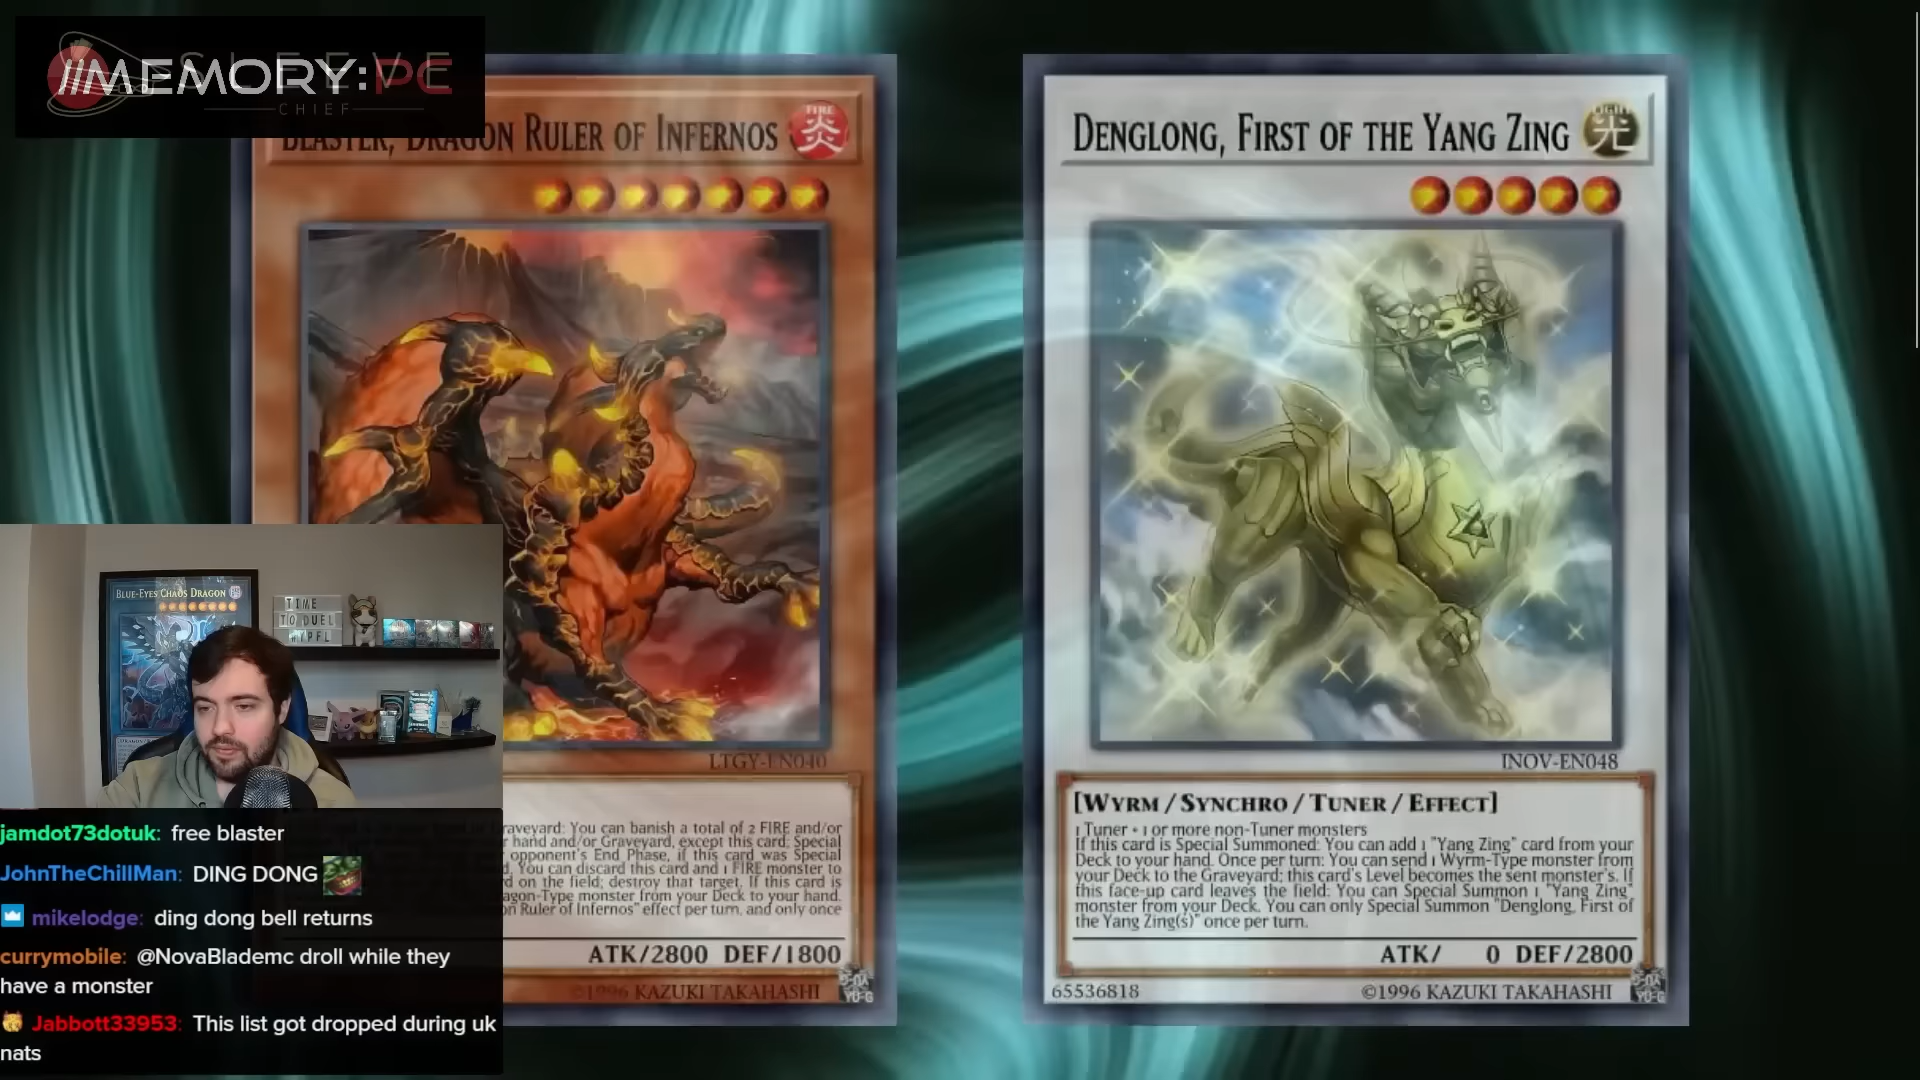 //MEMORY:PC
SLEEVE
CHIEF
BLASTER, DRAGON RULER OF INFERNOS
FIRE
炎
LTGY-EN040
raveyard: You can banish a total of 2 FIRE and/or
hand and/or Graveyard, except this card; Special
opponent's End Phase, if this card was Special
d. You can discard this card and 1 FIRE monster to
rd on the field; destroy that target. If this card is
agon-Type monster from your Deck to your hand.
on Ruler of Infernos" effect per turn, and only once
ATK/2800 DEF/1800
©1996 KAZUKI TAKAHASHI
DENGLONG, FIRST OF THE YANG ZING
LIGHT
光
INOV-EN048
[WYRM / SYNCHRO / TUNER / EFFECT]
1 Tuner + 1 or more non-Tuner monsters
If this card is Special Summoned: You can add 1 "Yang Zing" card from your
Deck to your hand. Once per turn: You can send 1 Wyrm-Type monster from
your Deck to the Graveyard; this card's Level becomes the sent monster's. If
this face-up card leaves the field: You can Special Summon 1 "Yang Zing"
monster from your Deck. You can only Special Summon "Denglong, First of
the Yang Zing(s)" once per turn.
ATK/ 0 DEF/2800
65536818
©1996 KAZUKI TAKAHASHI
BLUE-EYES CHAOS DRAGON
TIME
TO DUEL
jamdot73dotuk: free blaster
JohnTheChillMan: DING DONG
mikelodge: ding dong bell returns
currymobile: @NovaBlademc droll while they
have a monster
Jabbott33953: This list got dropped during uk
nats